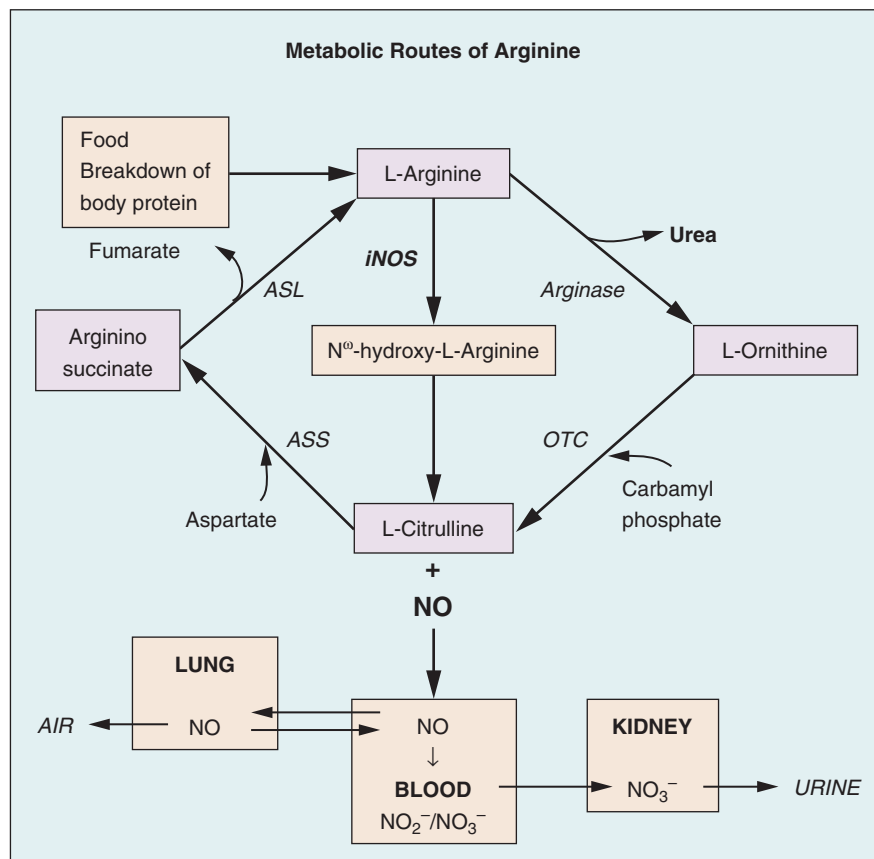 Metabolic Routes of Arginine
Food
Breakdown of
body protein
L-Arginine
Fumarate
ASL
iNOS
Urea
Arginase
Arginino
succinate
N^ω-hydroxy-L-Arginine
L-Ornithine
ASS
OTC
Aspartate
Carbamyl
phosphate
L-Citrulline
+
NO
LUNG
AIR
NO
NO
↓
BLOOD
NO₂⁻/NO₃⁻
KIDNEY
NO₃⁻
URINE